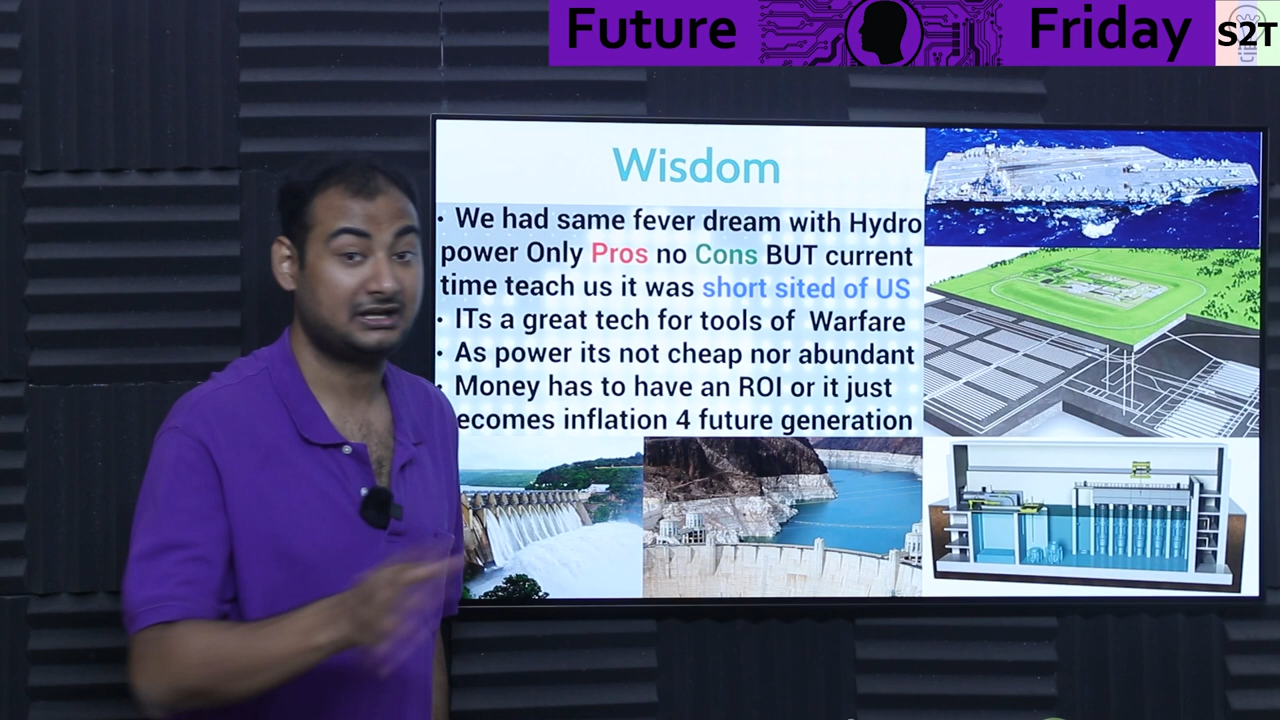 Future Friday S2T
Wisdom
• We had same fever dream with Hydro
power Only Pros no Cons BUT current
time teach us it was short sited of US
• ITs a great tech for tools of Warfare
• As power its not cheap nor abundant
• Money has to have an ROI or it just
ecomes inflation 4 future generation